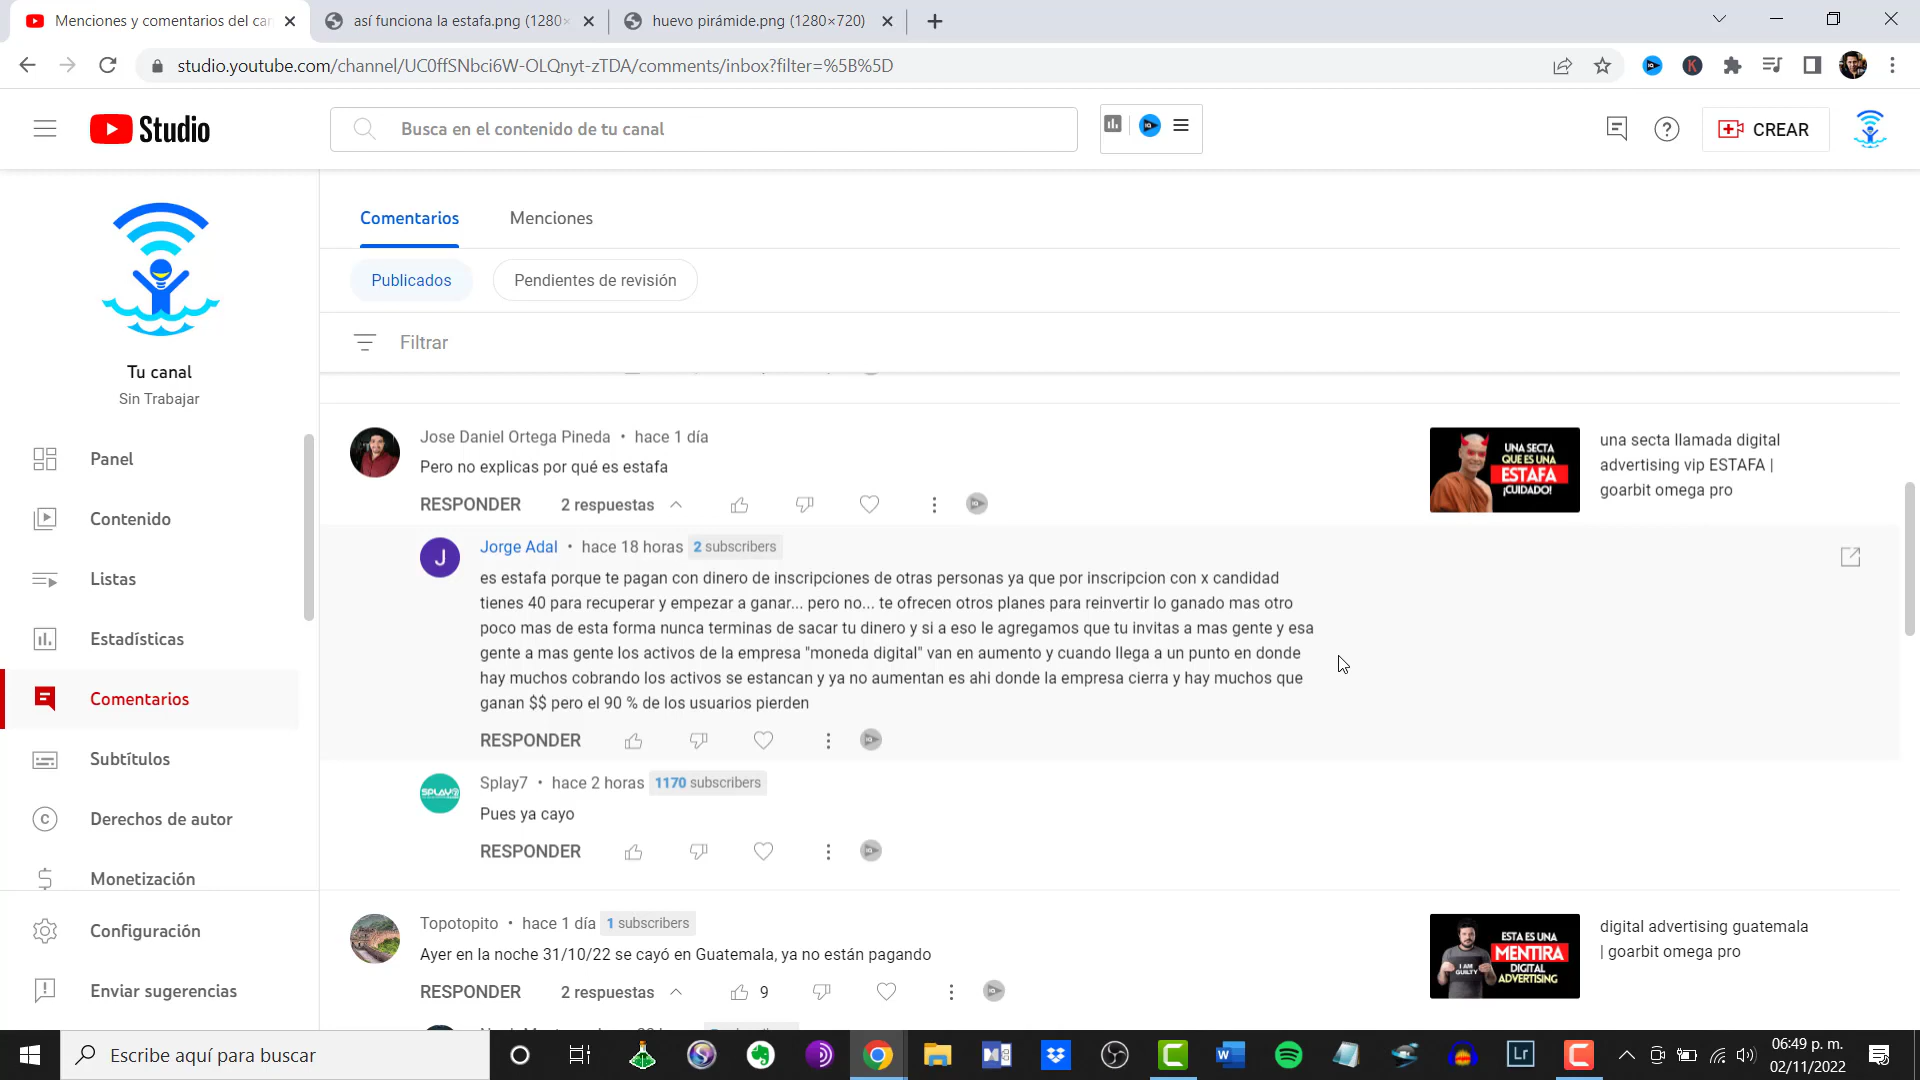 Menciones y comentarios del ca
así funciona la estafa.png (1280×
huevo pirámide.png (1280×720)
studio.youtube.com/channel/UC0ffSNbci6W-OLQnyt-zTDA/comments/inbox?filter=%5B%5D
Studio
Busca en el contenido de tu canal
CREAR
Tu canal
Sin Trabajar
Panel
Contenido
Listas
Estadísticas
Comentarios
Subtítulos
Derechos de autor
Monetización
Configuración
Enviar sugerencias
Comentarios
Menciones
Publicados
Pendientes de revisión
Filtrar
Jose Daniel Ortega Pineda • hace 1 día
Pero no explicas por qué es estafa
RESPONDER 2 respuestas
UNA SECTA
QUE ES UNA
ESTAFA
¡CUIDADO!
una secta llamada digital
advertising vip ESTAFA |
goarbit omega pro
J
Jorge Adal • hace 18 horas 2 subscribers
es estafa porque te pagan con dinero de inscripciones de otras personas ya que por inscripcion con x candidad
tienes 40 para recuperar y empezar a ganar... pero no... te ofrecen otros planes para reinvertir lo ganado mas otro
poco mas de esta forma nunca terminas de sacar tu dinero y si a eso le agregamos que tu invitas a mas gente y esa
gente a mas gente los activos de la empresa "moneda digital" van en aumento y cuando llega a un punto en donde
hay muchos cobrando los activos se estancan y ya no aumentan es ahi donde la empresa cierra y hay muchos que
ganan $$ pero el 90 % de los usuarios pierden
RESPONDER
SPLAY7
Splay7 • hace 2 horas 1170 subscribers
Pues ya cayo
RESPONDER
Topotopito • hace 1 día 1 subscribers
Ayer en la noche 31/10/22 se cayó en Guatemala, ya no están pagando
RESPONDER 2 respuestas 9
ESTA ES UNA
MENTIRA
DIGITAL
ADVERTISING
I AM
GUILTY
digital advertising guatemala
| goarbit omega pro
Escribe aquí para buscar
Lr
06:49 p. m.
02/11/2022